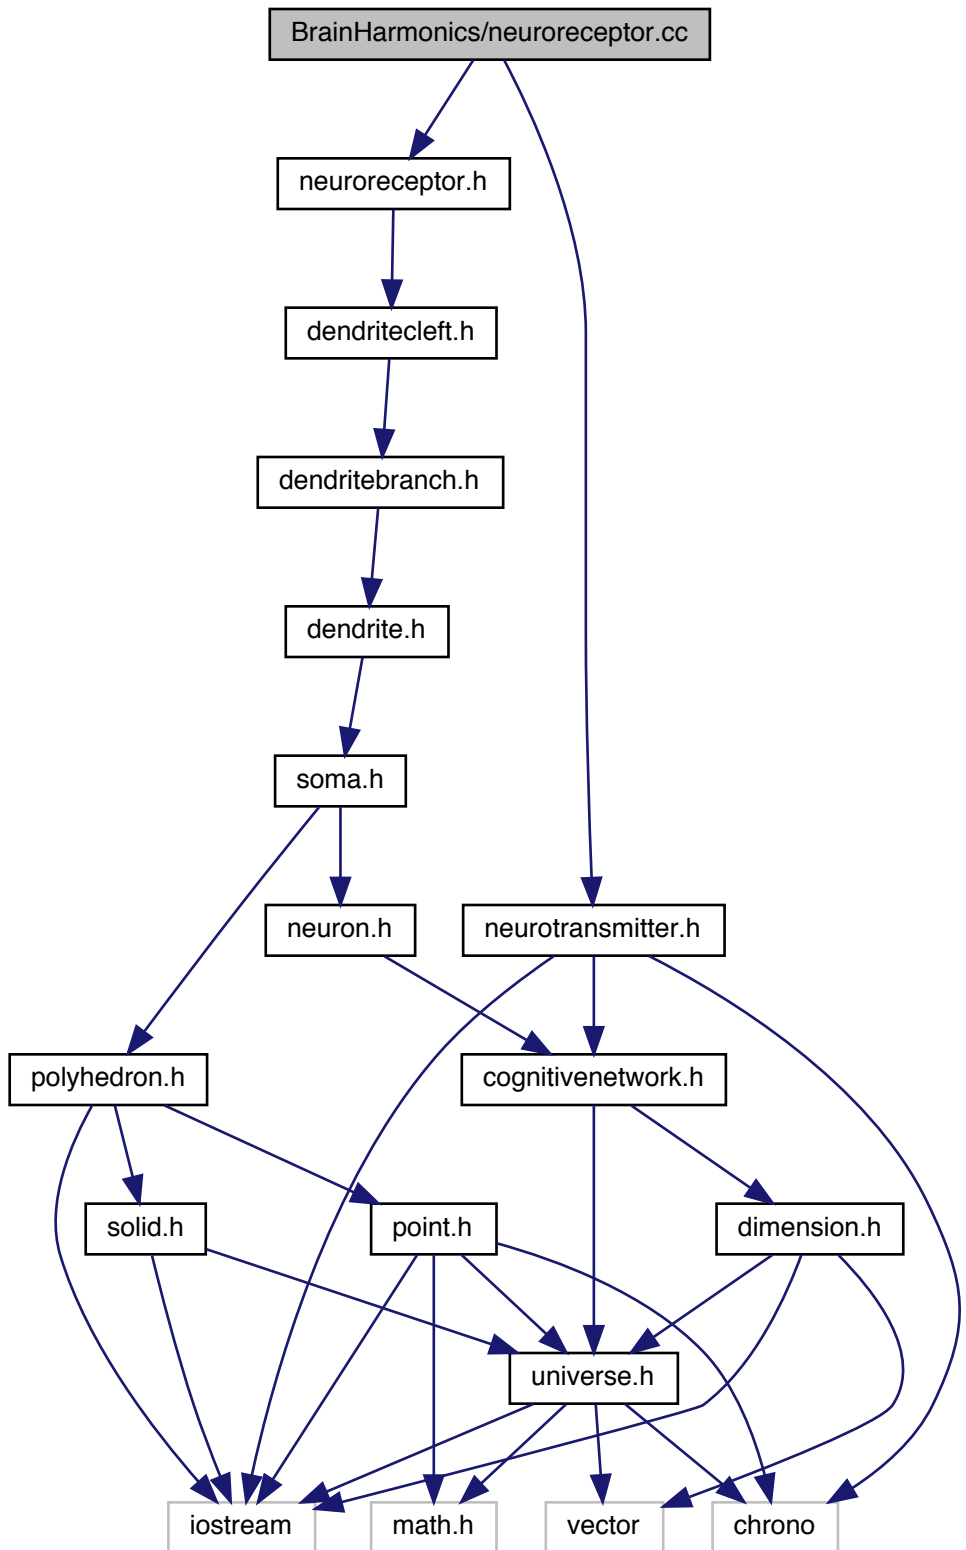 BrainHarmonics/neuroreceptor.cc
neuroreceptor.h
dendritecleft.h
dendritebranch.h
dendrite.h
soma.h
neuron.h
neurotransmitter.h
polyhedron.h
cognitivenetwork.h
solid.h
point.h
dimension.h
universe.h
iostream
math.h
vector
chrono